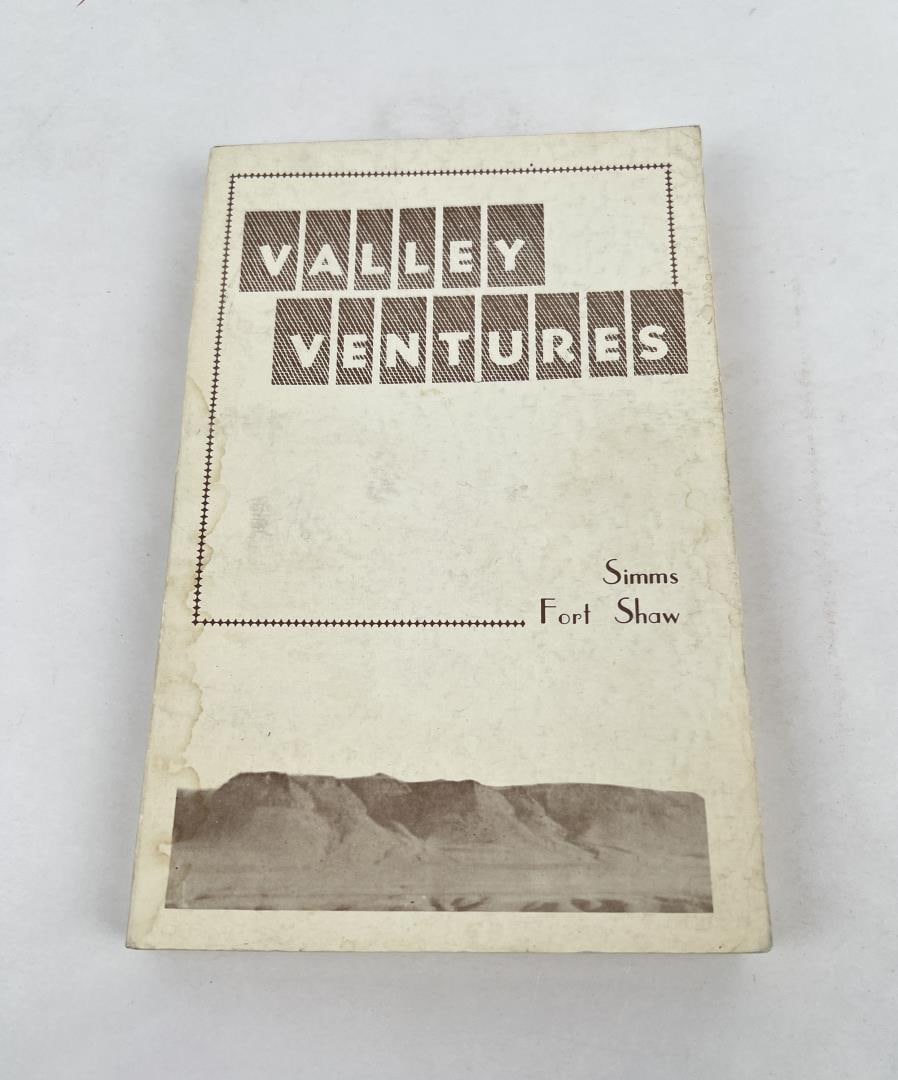 VALLEY
VENTURES
Simms
Fort Shaw